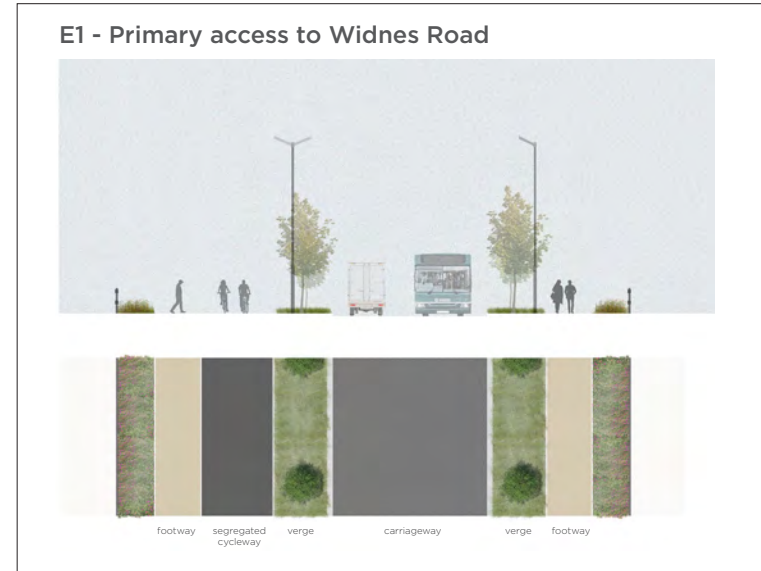 E1 - Primary access to Widnes Road
footway segregated verge carriageway verge footway
cycleway